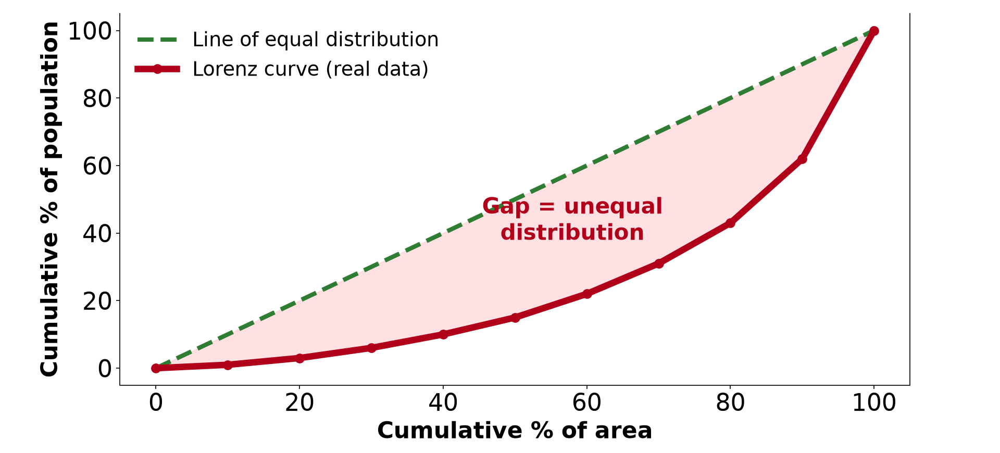 Cumulative % of population
100
80
60
40
20
0
Line of equal distribution
Lorenz curve (real data)
Gap = unequal
distribution
0 20 40 60 80 100
Cumulative % of area